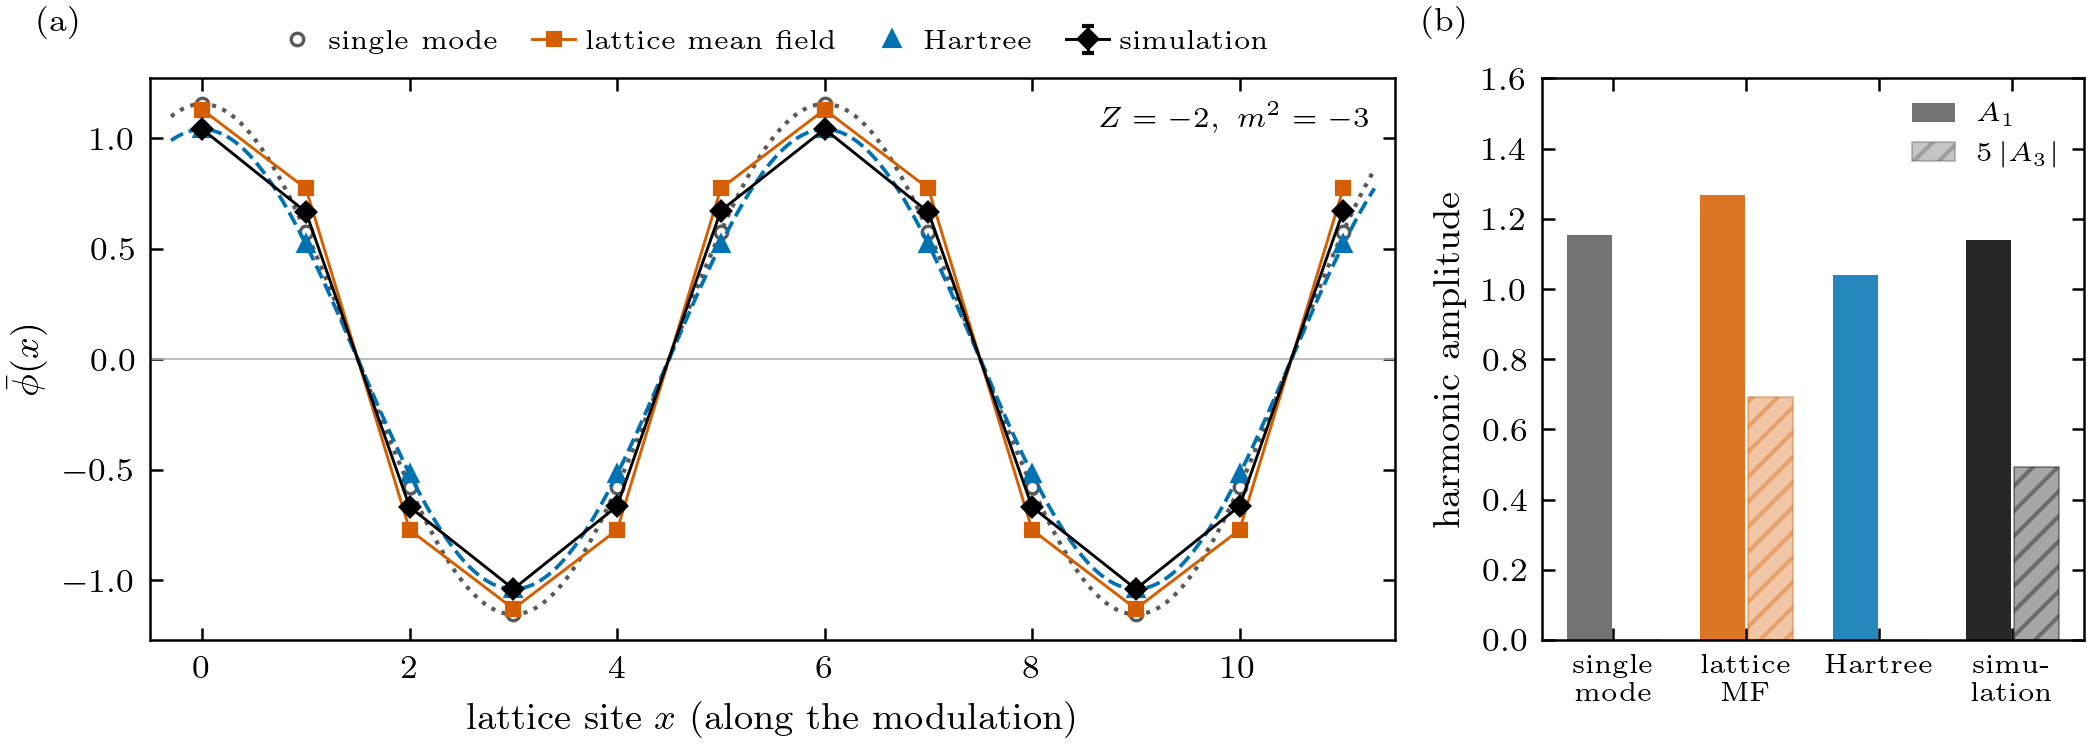 (a)
single mode
lattice mean field
Hartree
simulation
Z = −2, m² = −3
1.0
0.5
0.0
−0.5
−1.0
ϕ̄(x)
0 2 4 6 8 10
lattice site x (along the modulation)
(b)
A₁
5 |A₃|
1.6
1.4
1.2
1.0
0.8
0.6
0.4
0.2
0.0
harmonic amplitude
single
mode
lattice
MF
Hartree
simu-
lation